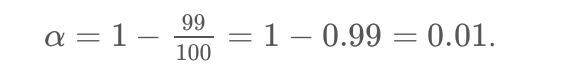 α = 1 − 99/100 = 1 − 0.99 = 0.01.